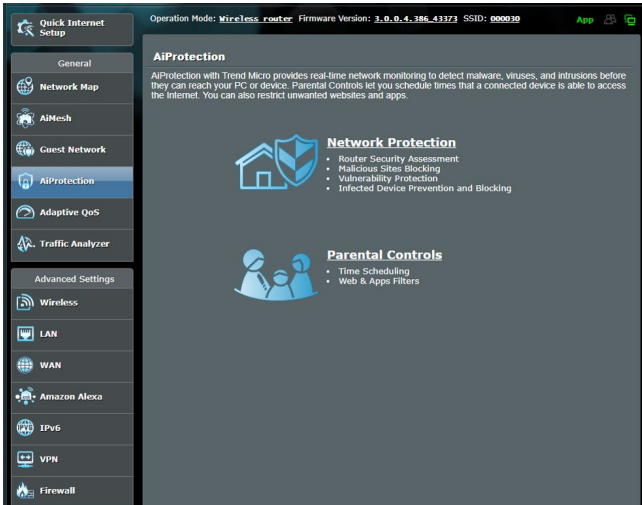 Quick Internet
Setup
Operation Mode: Wireless router Firmware Version: 3.0.0.4.386_43373 SSID: 000030
App
General
Network Map
AiMesh
Guest Network
AiProtection
Adaptive QoS
Traffic Analyzer
Advanced Settings
Wireless
LAN
WAN
Amazon Alexa
IPv6
VPN
Firewall
AiProtection
AiProtection with Trend Micro provides real-time network monitoring to detect malware, viruses, and intrusions before
they can reach your PC or device. Parental Controls let you schedule times that a connected device is able to access
the Internet. You can also restrict unwanted websites and apps.
Network Protection
• Router Security Assessment
• Malicious Sites Blocking
• Vulnerability Protection
• Infected Device Prevention and Blocking
Parental Controls
• Time Scheduling
• Web & Apps Filters